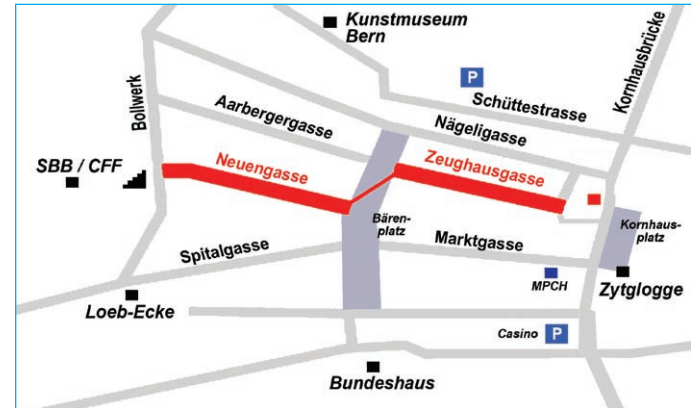 Kunstmuseum
Bern
P
Kornhausbrücke
Bollwerk
Schüttestrasse
Aarbergergasse
Nägeligasse
SBB / CFF
Neuengasse
Zeughausgasse
Bären-
platz
Kornhaus-
platz
Spitalgasse
Marktgasse
MPCH
Zytglogge
Loeb-Ecke
Casino
P
Bundeshaus